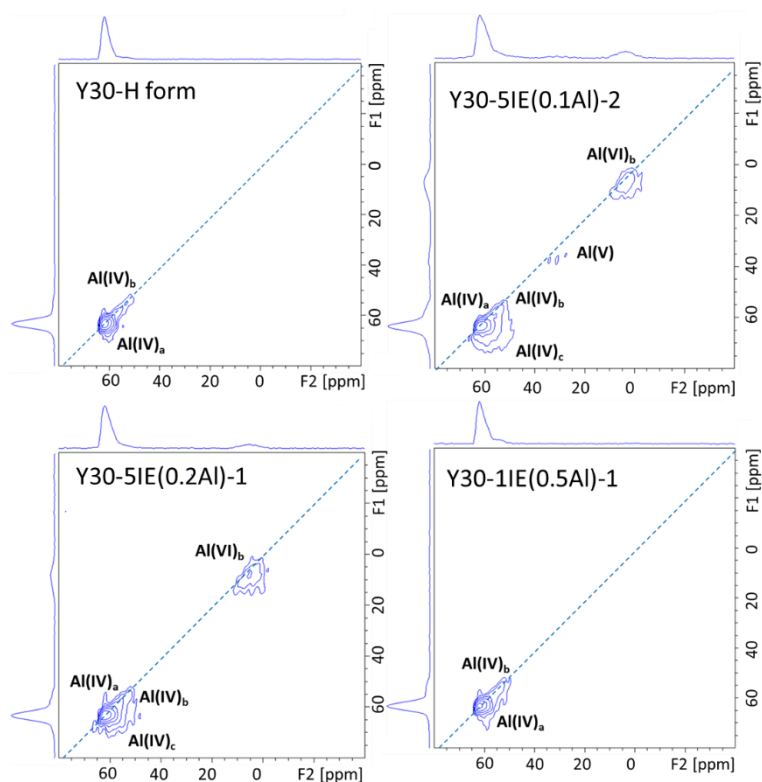 Y30-H form
Al(IV)b
Al(IV)a
60 40 20 0 F2 [ppm]
F1 [ppm]
0
20
40
60
Y30-5IE(0.1Al)-2
Al(VI)b
Al(V)
Al(IV)a Al(IV)b
Al(IV)c
60 40 20 0 F2 [ppm]
F1 [ppm]
0
20
40
60
Y30-5IE(0.2Al)-1
Al(VI)b
Al(IV)a
Al(IV)b
Al(IV)c
60 40 20 0 F2 [ppm]
F1 [ppm]
0
20
40
60
Y30-1IE(0.5Al)-1
Al(IV)b
Al(IV)a
60 40 20 0 F2 [ppm]
F1 [ppm]
0
20
40
60